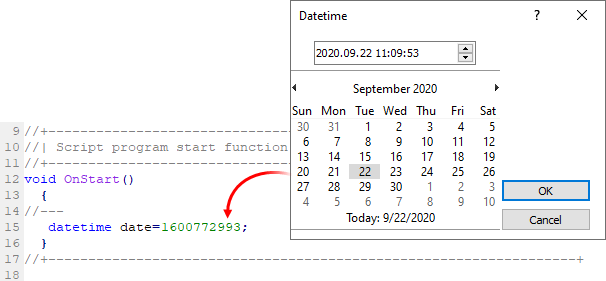 Datetime
?
2020.09.22 11:09:53
September 2020
Sun Mon Tue Wed Thu Fri Sat
30 31 1 2 3 4 5
6 7 8 9 10 11 12
13 14 15 16 17 18 19
20 21 22 23 24 25 26
27 28 29 30 1 2 3
4 5 6 7 8 9 10
Today: 9/22/2020
OK
Cancel
9 //+---------------------------------
10 //| Script program start function
11 //+---------------------------------
12 void OnStart()
13 {
14 //---
15 datetime date=1600772993;
16 }
17 //+------------------------------------------------------------------+
18